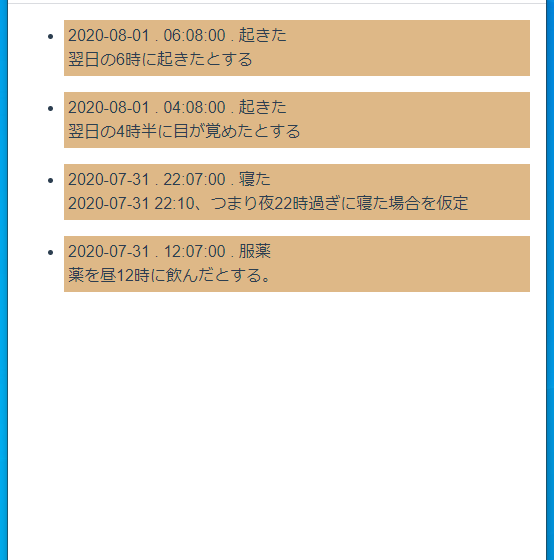 2020-08-01 . 06:08:00 . 起きた
翌日の6時に起きたとする
2020-08-01 . 04:08:00 . 起きた
翌日の4時半に目が覚めたとする
2020-07-31 . 22:07:00 . 寝た
2020-07-31 22:10、つまり夜22時過ぎに寝た場合を仮定
2020-07-31 . 12:07:00 . 服薬
薬を昼12時に飲んだとする。